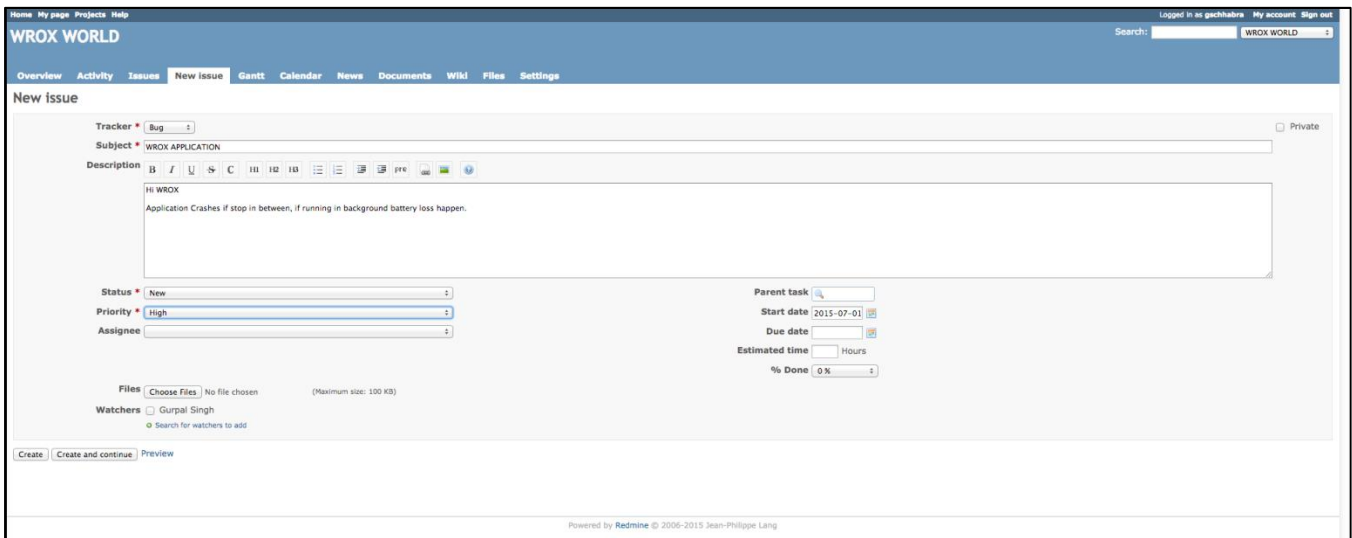 Home My page Projects Help Logged in as gschhabra My account Sign out
WROX WORLD Search: WROX WORLD
Overview Activity Issues New issue Gantt Calendar News Documents Wiki Files Settings
New issue
Tracker * Bug Private
Subject * WROX APPLICATION
Description B I U S C H1 H2 H3 pre
Hi WROX
Application Crashes if stop in between, if running in background battery loss happen.
Status * New Parent task
Priority * High Start date 2015-07-01
Assignee Due date
Estimated time Hours
% Done 0 %
Files Choose Files No file chosen (Maximum size: 100 KB)
Watchers Gurpal Singh
Search for watchers to add
Create Create and continue Preview
Powered by Redmine © 2006-2015 Jean-Philippe Lang